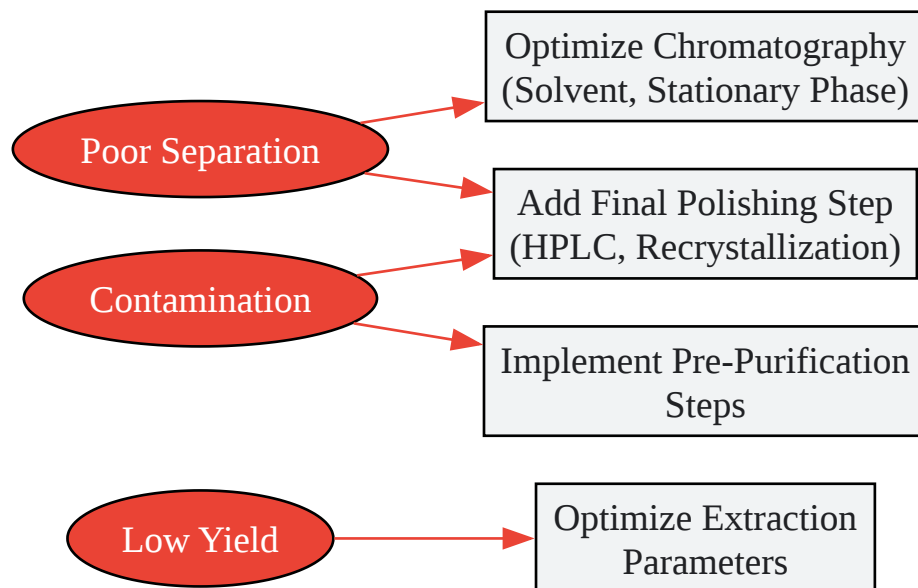 Optimize Chromatography
(Solvent, Stationary Phase)
Poor Separation
Add Final Polishing Step
(HPLC, Recrystallization)
Contamination
Implement Pre-Purification
Steps
Low Yield
Optimize Extraction
Parameters